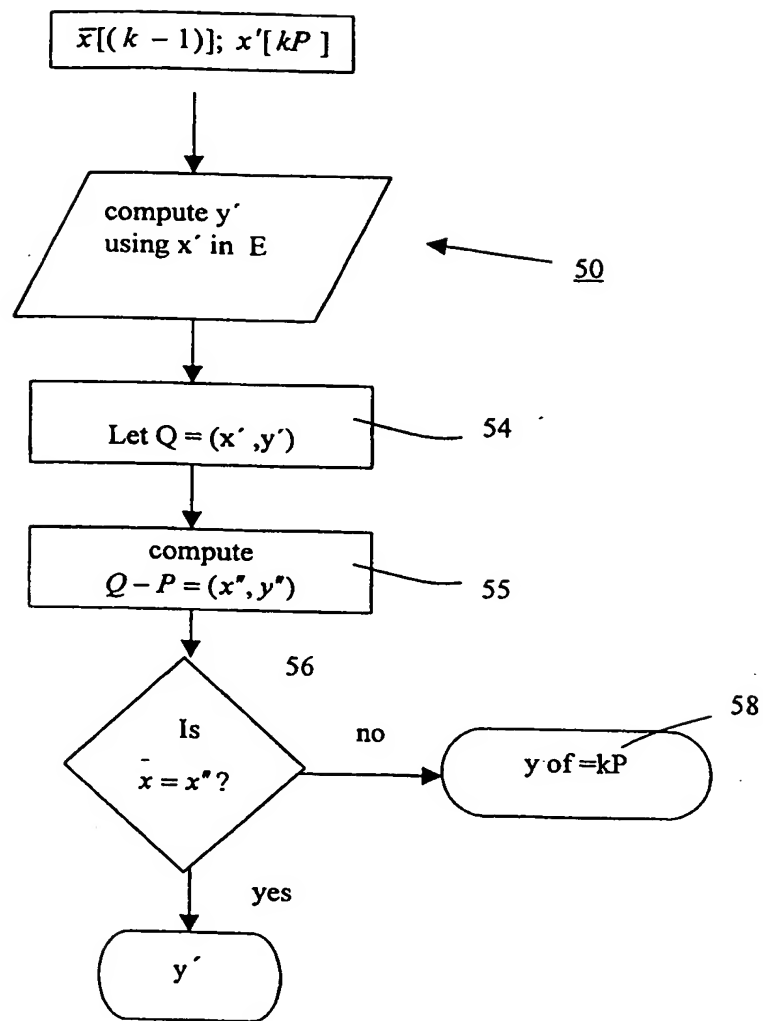 x̄[(k – 1)]; x'[kP ]
compute y´
using x´ in E
50
Let Q = (x´ ,y´)
54
compute
Q – P = (x", y")
55
56
Is
x̄ = x" ?
no
58
y of =kP
yes
y´